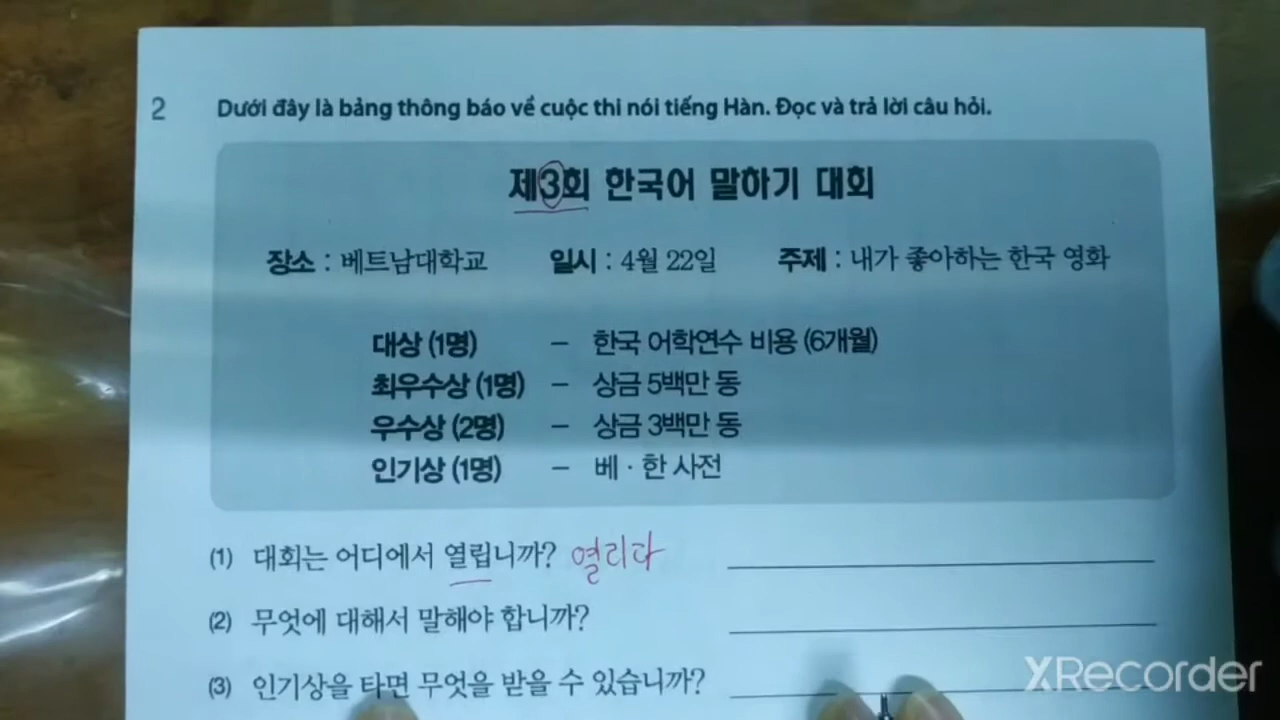 2 Dưới đây là bảng thông báo về cuộc thi nói tiếng Hàn. Đọc và trả lời câu hỏi.
제3회 한국어 말하기 대회
장소 : 베트남대학교 일시 : 4월 22일 주제 : 내가 좋아하는 한국 영화
대상 (1명) – 한국 어학연수 비용 (6개월)
최우수상 (1명) – 상금 5백만 동
우수상 (2명) – 상금 3백만 동
인기상 (1명) – 베 · 한 사전
(1) 대회는 어디에서 열립니까? 열리다
(2) 무엇에 대해서 말해야 합니까?
(3) 인기상을 타면 무엇을 받을 수 있습니까?
XRecorder